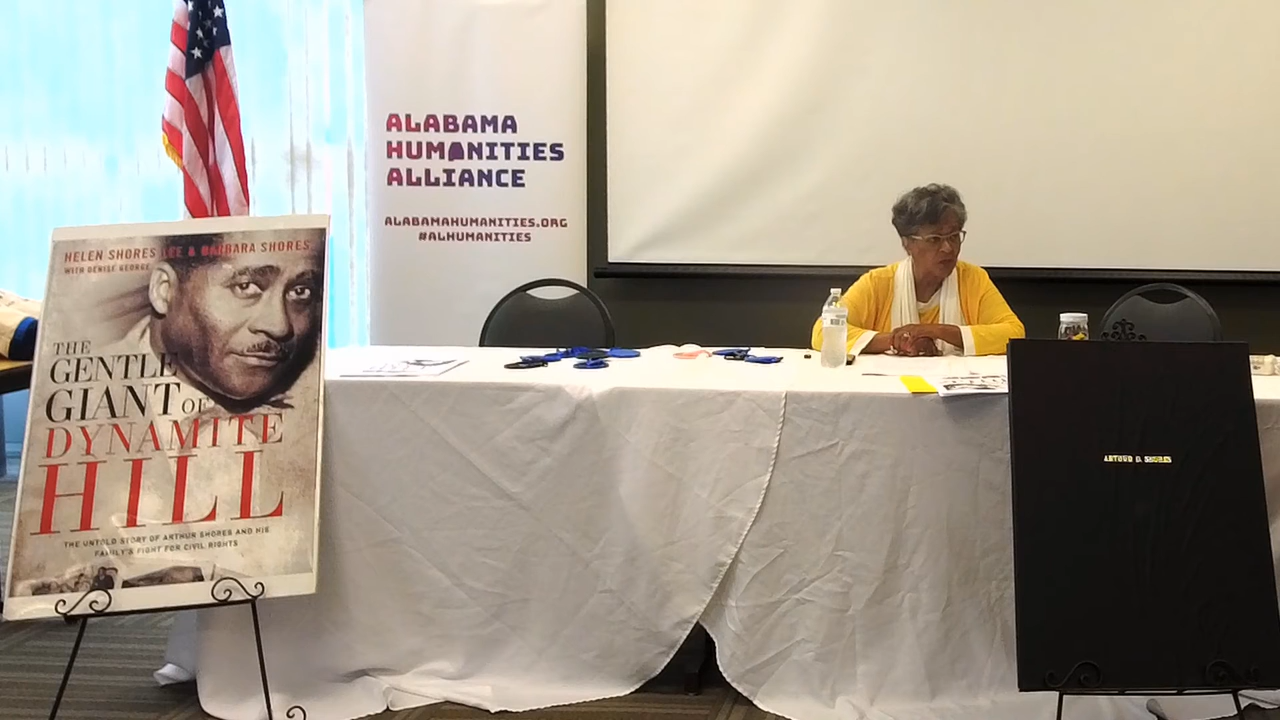 HELEN SHORES LEE & BARBARA SHORES
WITH DENISE GEORGE
THE
GENTLE
GIANT OF
DYNAMITE
HILL
THE UNTOLD STORY OF ARTHUR SHORES AND HIS
FAMILY'S FIGHT FOR CIVIL RIGHTS
ALABAMA
HUMANITIES
ALLIANCE
ALABAMAHUMANITIES.ORG
#ALHUMANITIES
ARTHUR D. SHORES